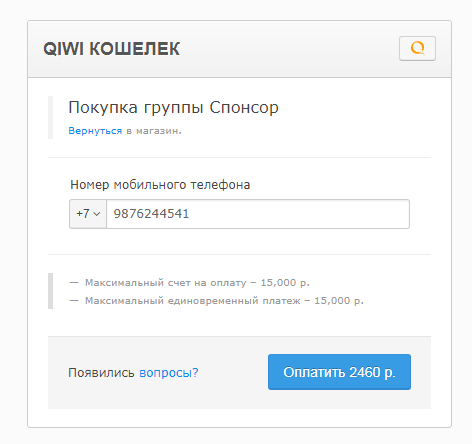 QIWI КОШЕЛЕК
Покупка группы Спонсор
Вернуться в магазин.
Номер мобильного телефона
+7 9876244541
— Максимальный счет на оплату – 15,000 р.
— Максимальный единовременный платеж – 15,000 р.
Появились вопросы? Оплатить 2460 р.